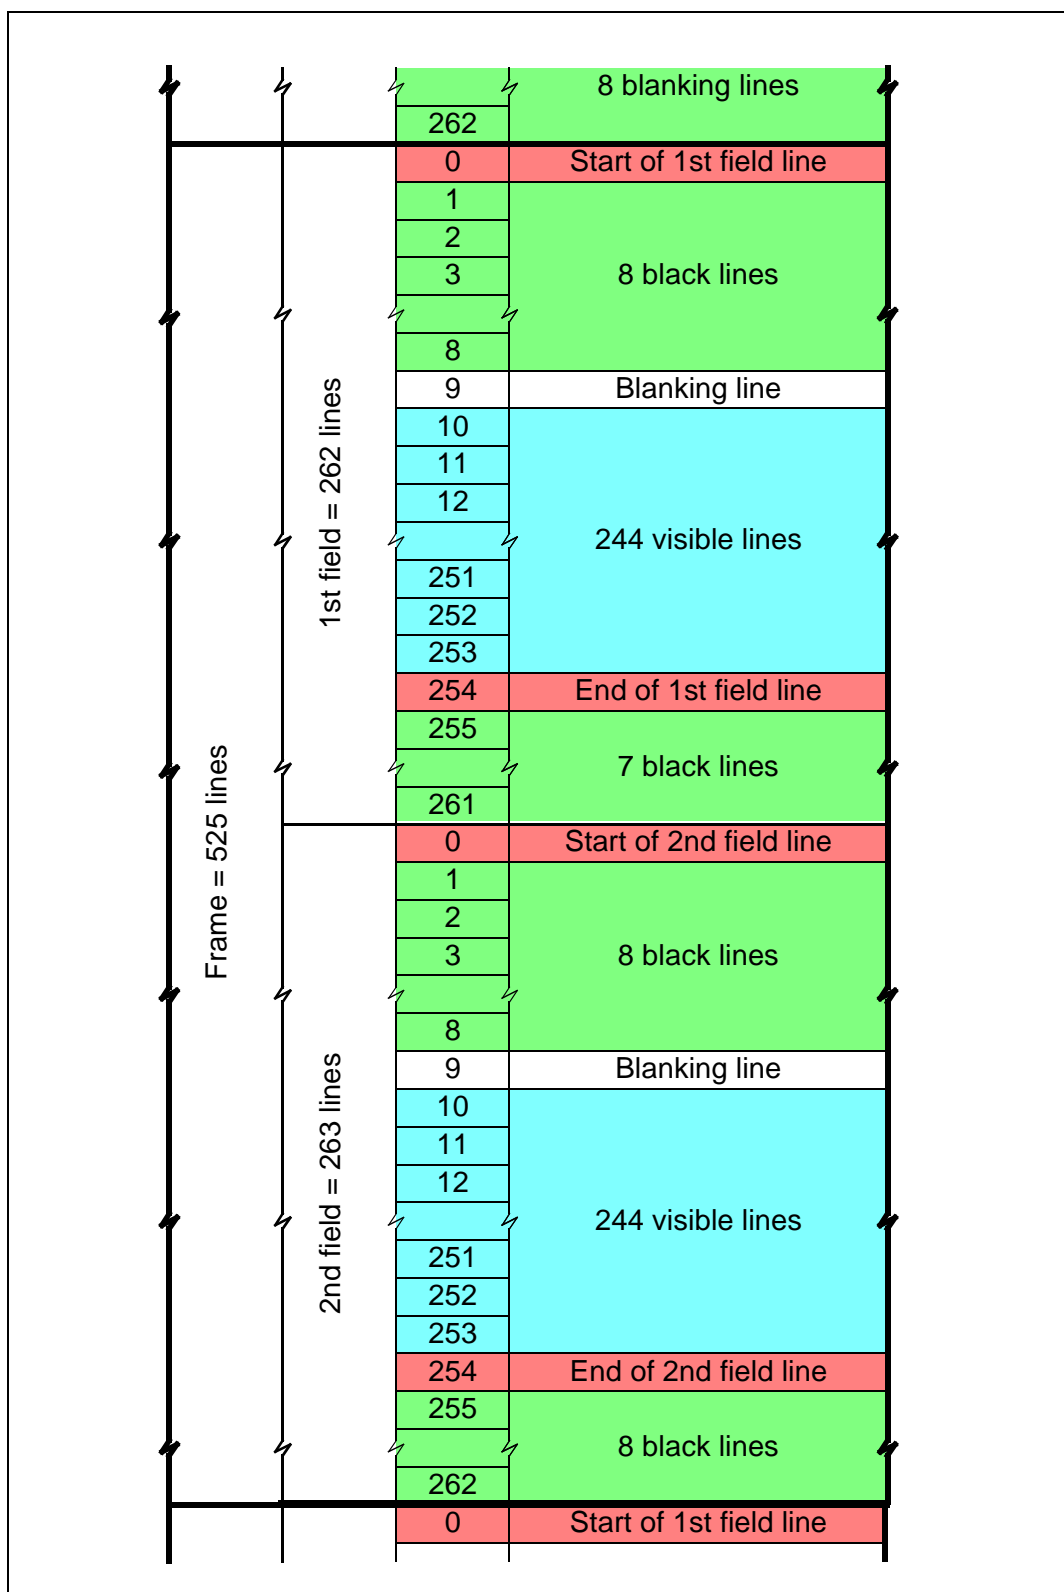 8 blanking lines
262
0 Start of 1st field line
1
2
3
8 black lines
8
9 Blanking line
10
11
12
1st field = 262 lines
244 visible lines
251
252
253
254 End of 1st field line
255
7 black lines
261
Frame = 525 lines
0 Start of 2nd field line
1
2
3 8 black lines
8
9 Blanking line
10
11
12
2nd field = 263 lines
244 visible lines
251
252
253
254 End of 2nd field line
255
8 black lines
262
0 Start of 1st field line